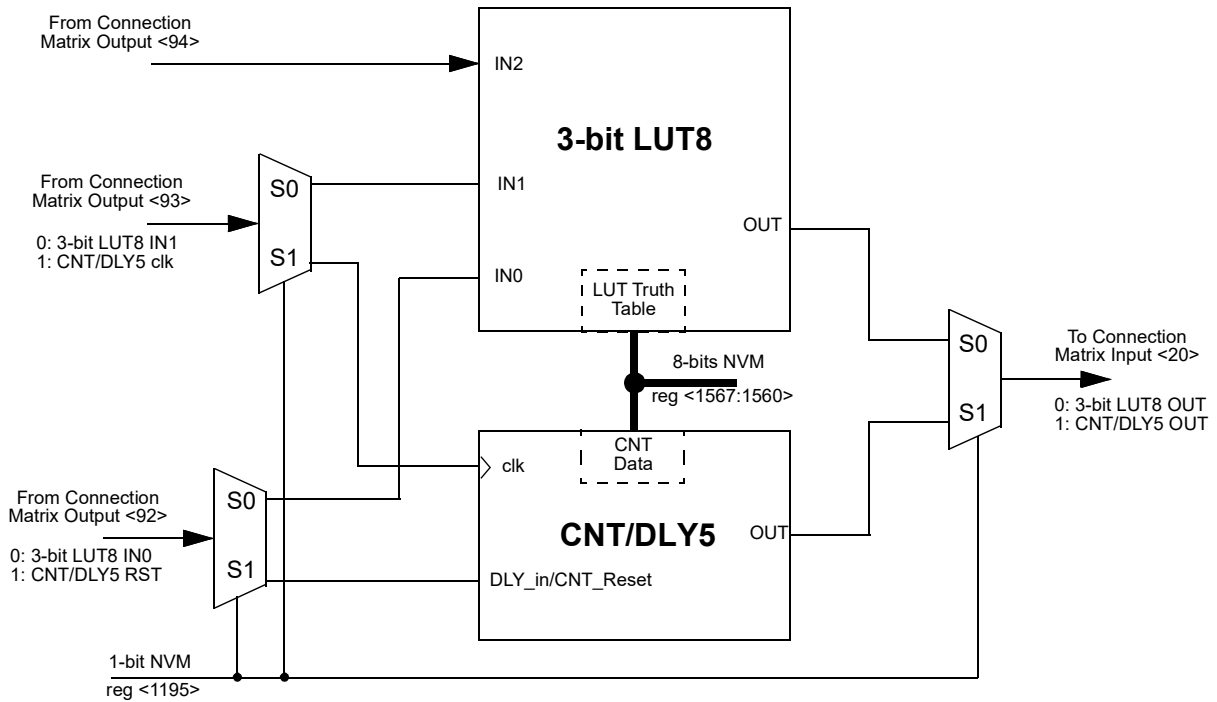 From Connection
Matrix Output <94>
IN2
3-bit LUT8
From Connection
Matrix Output <93>
0: 3-bit LUT8 IN1
1: CNT/DLY5 clk
S0
S1
IN1
IN0
OUT
LUT Truth
Table
8-bits NVM
reg <1567:1560>
S0
S1
To Connection
Matrix Input <20>
0: 3-bit LUT8 OUT
1: CNT/DLY5 OUT
CNT
Data
clk
CNT/DLY5
OUT
DLY_in/CNT_Reset
From Connection
Matrix Output <92>
0: 3-bit LUT8 IN0
1: CNT/DLY5 RST
S0
S1
1-bit NVM
reg <1195>